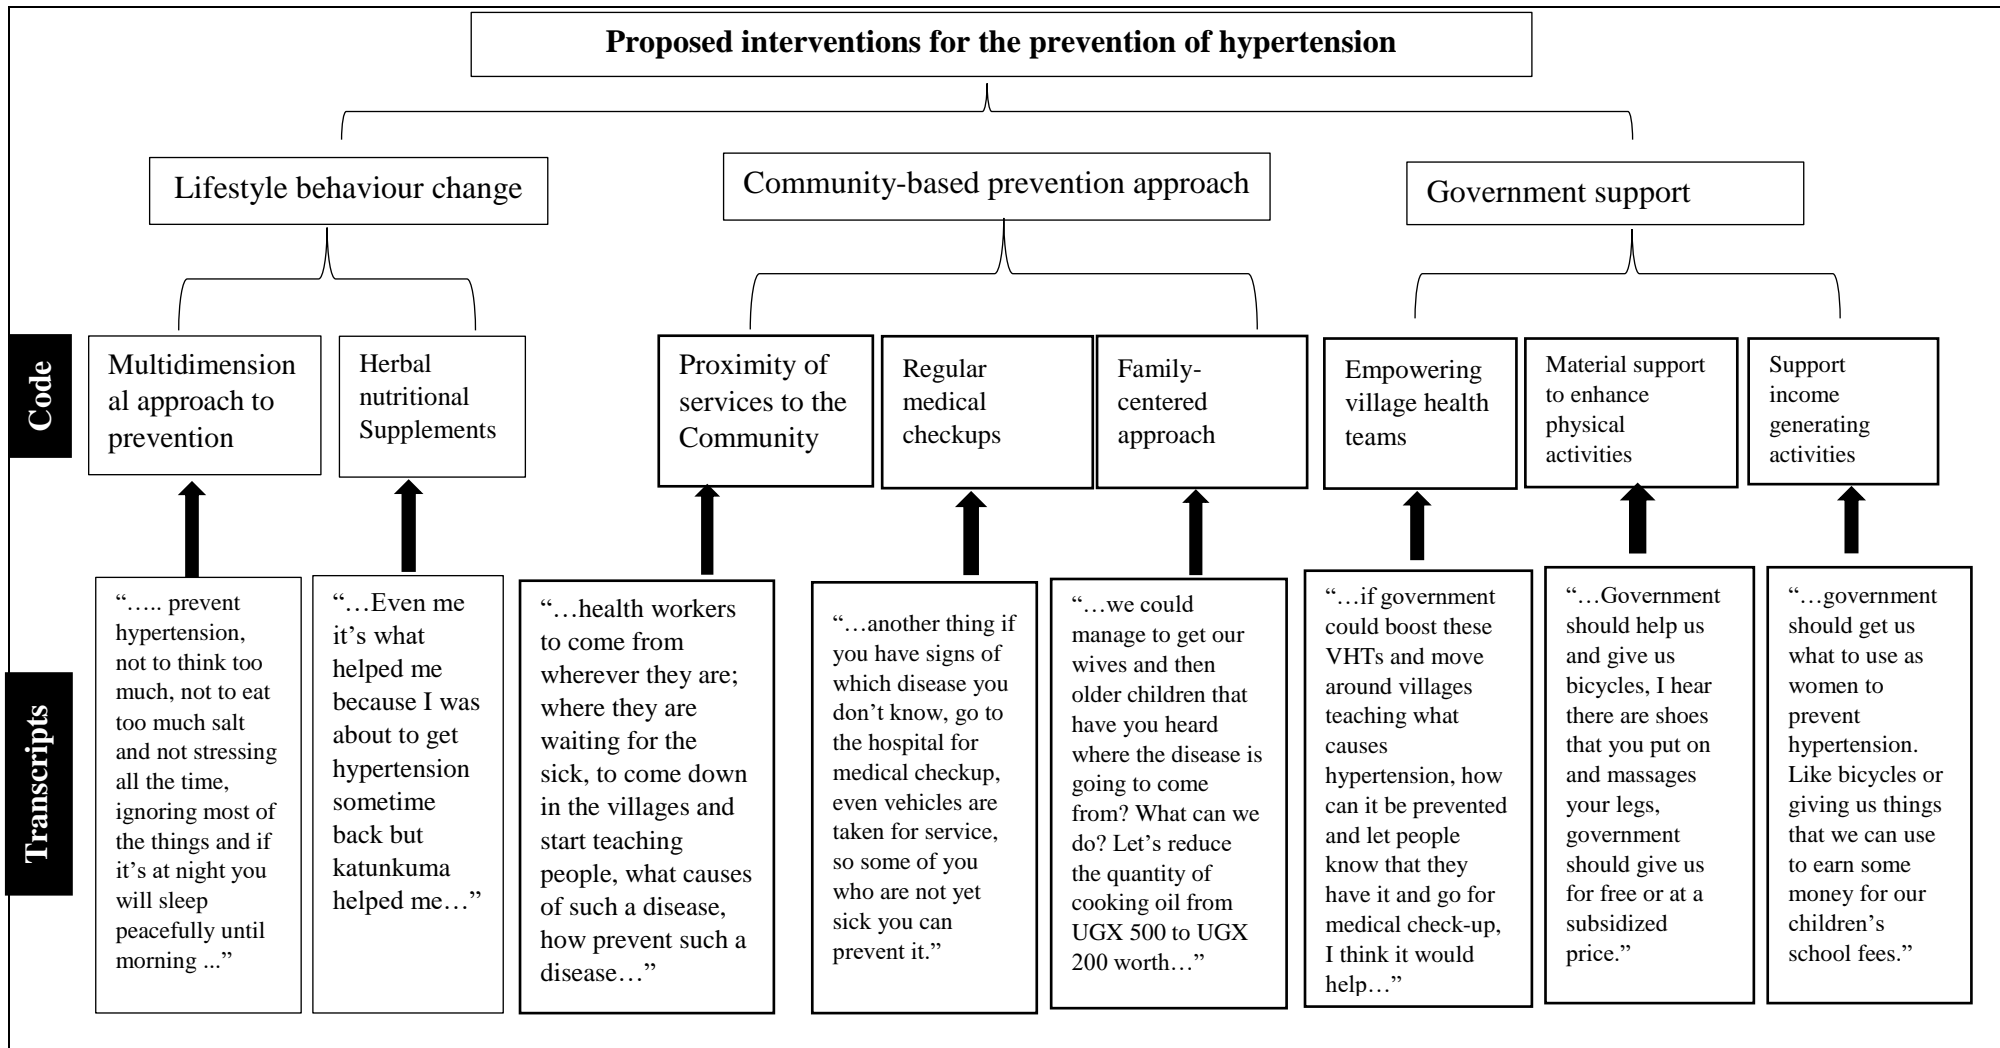 Proposed interventions for the prevention of hypertension
Lifestyle behaviour change
Community-based prevention approach
Government support
Code
Multidimension
al approach to
prevention
Herbal
nutritional
Supplements
Proximity of
services to the
Community
Regular
medical
checkups
Family-
centered
approach
Empowering
village health
teams
Material support
to enhance
physical
activities
Support
income
generating
activities
Transcripts
“….. prevent
hypertension,
not to think too
much, not to eat
too much salt
and not stressing
all the time,
ignoring most of
the things and if
it’s at night you
will sleep
peacefully until
morning ...”
“…Even me
it’s what
helped me
because I was
about to get
hypertension
sometime
back but
katunkuma
helped me…”
“…health workers
to come from
wherever they are;
where they are
waiting for the
sick, to come down
in the villages and
start teaching
people, what causes
of such a disease,
how prevent such a
disease…”
“…another thing if
you have signs of
which disease you
don’t know, go to
the hospital for
medical checkup,
even vehicles are
taken for service,
so some of you
who are not yet
sick you can
prevent it.”
“…we could
manage to get our
wives and then
older children that
have you heard
where the disease is
going to come
from? What can we
do? Let’s reduce
the quantity of
cooking oil from
UGX 500 to UGX
200 worth…”
“…if government
could boost these
VHTs and move
around villages
teaching what
causes
hypertension, how
can it be prevented
and let people
know that they
have it and go for
medical check-up,
I think it would
help…”
“…Government
should help us
and give us
bicycles, I hear
there are shoes
that you put on
and massages
your legs,
government
should give us
for free or at a
subsidized
price.”
“…government
should get us
what to use as
women to
prevent
hypertension.
Like bicycles or
giving us things
that we can use
to earn some
money for our
children’s
school fees.”